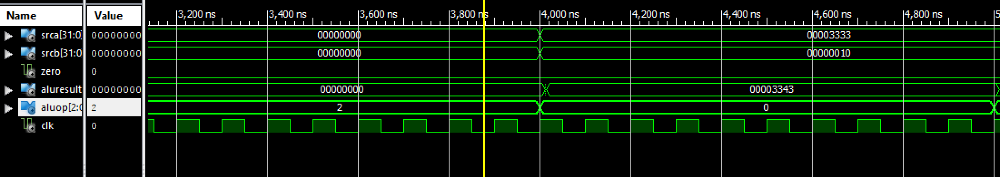 Name Value 3,200 ns 3,400 ns 3,600 ns 3,800 ns 4,000 ns 4,200 ns 4,400 ns 4,600 ns 4,800 ns 5
srca[31:0] 00000000 00000000 00003333
srcb[31:0 00000000 00000000 00000010
zero 0
aluresult 00000000 00000000 00003343
aluop[2:0 2 2 0
clk 0